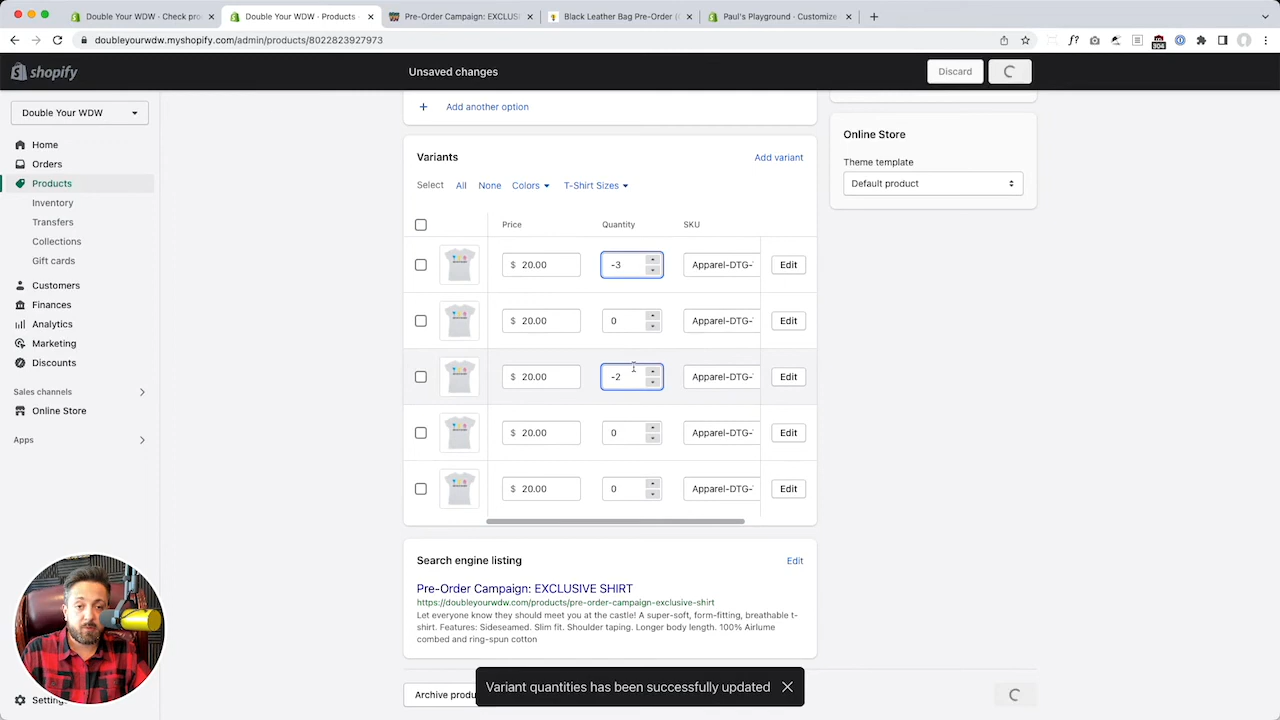 Double Your WDW · Check pro
Double Your WDW · Products
Pre-Order Campaign: EXCLUSI
Black Leather Bag Pre-Order (
Paul's Playground · Customize
doubleyourwdw.myshopify.com/admin/products/8022823927973
f?
304
shopify
Unsaved changes
Discard
Double Your WDW
Home
Orders
Products
Inventory
Transfers
Collections
Gift cards
Customers
Finances
Analytics
Marketing
Discounts
Sales channels
Online Store
Apps
Settings
+ Add another option
Variants
Add variant
Select All None Colors T-Shirt Sizes
Price Quantity SKU
$ 20.00 -3 Apparel-DTG- Edit
$ 20.00 0 Apparel-DTG- Edit
$ 20.00 -2 Apparel-DTG- Edit
$ 20.00 0 Apparel-DTG- Edit
$ 20.00 0 Apparel-DTG- Edit
Search engine listing
Edit
Pre-Order Campaign: EXCLUSIVE SHIRT
https://doubleyourwdw.com/products/pre-order-campaign-exclusive-shirt
Let everyone know they should meet you at the castle! A super-soft, form-fitting, breathable t-
shirt. Features: Sideseamed. Slim fit. Shoulder taping. Longer body length. 100% Airlume
combed and ring-spun cotton
Archive produ
Variant quantities has been successfully updated
Online Store
Theme template
Default product